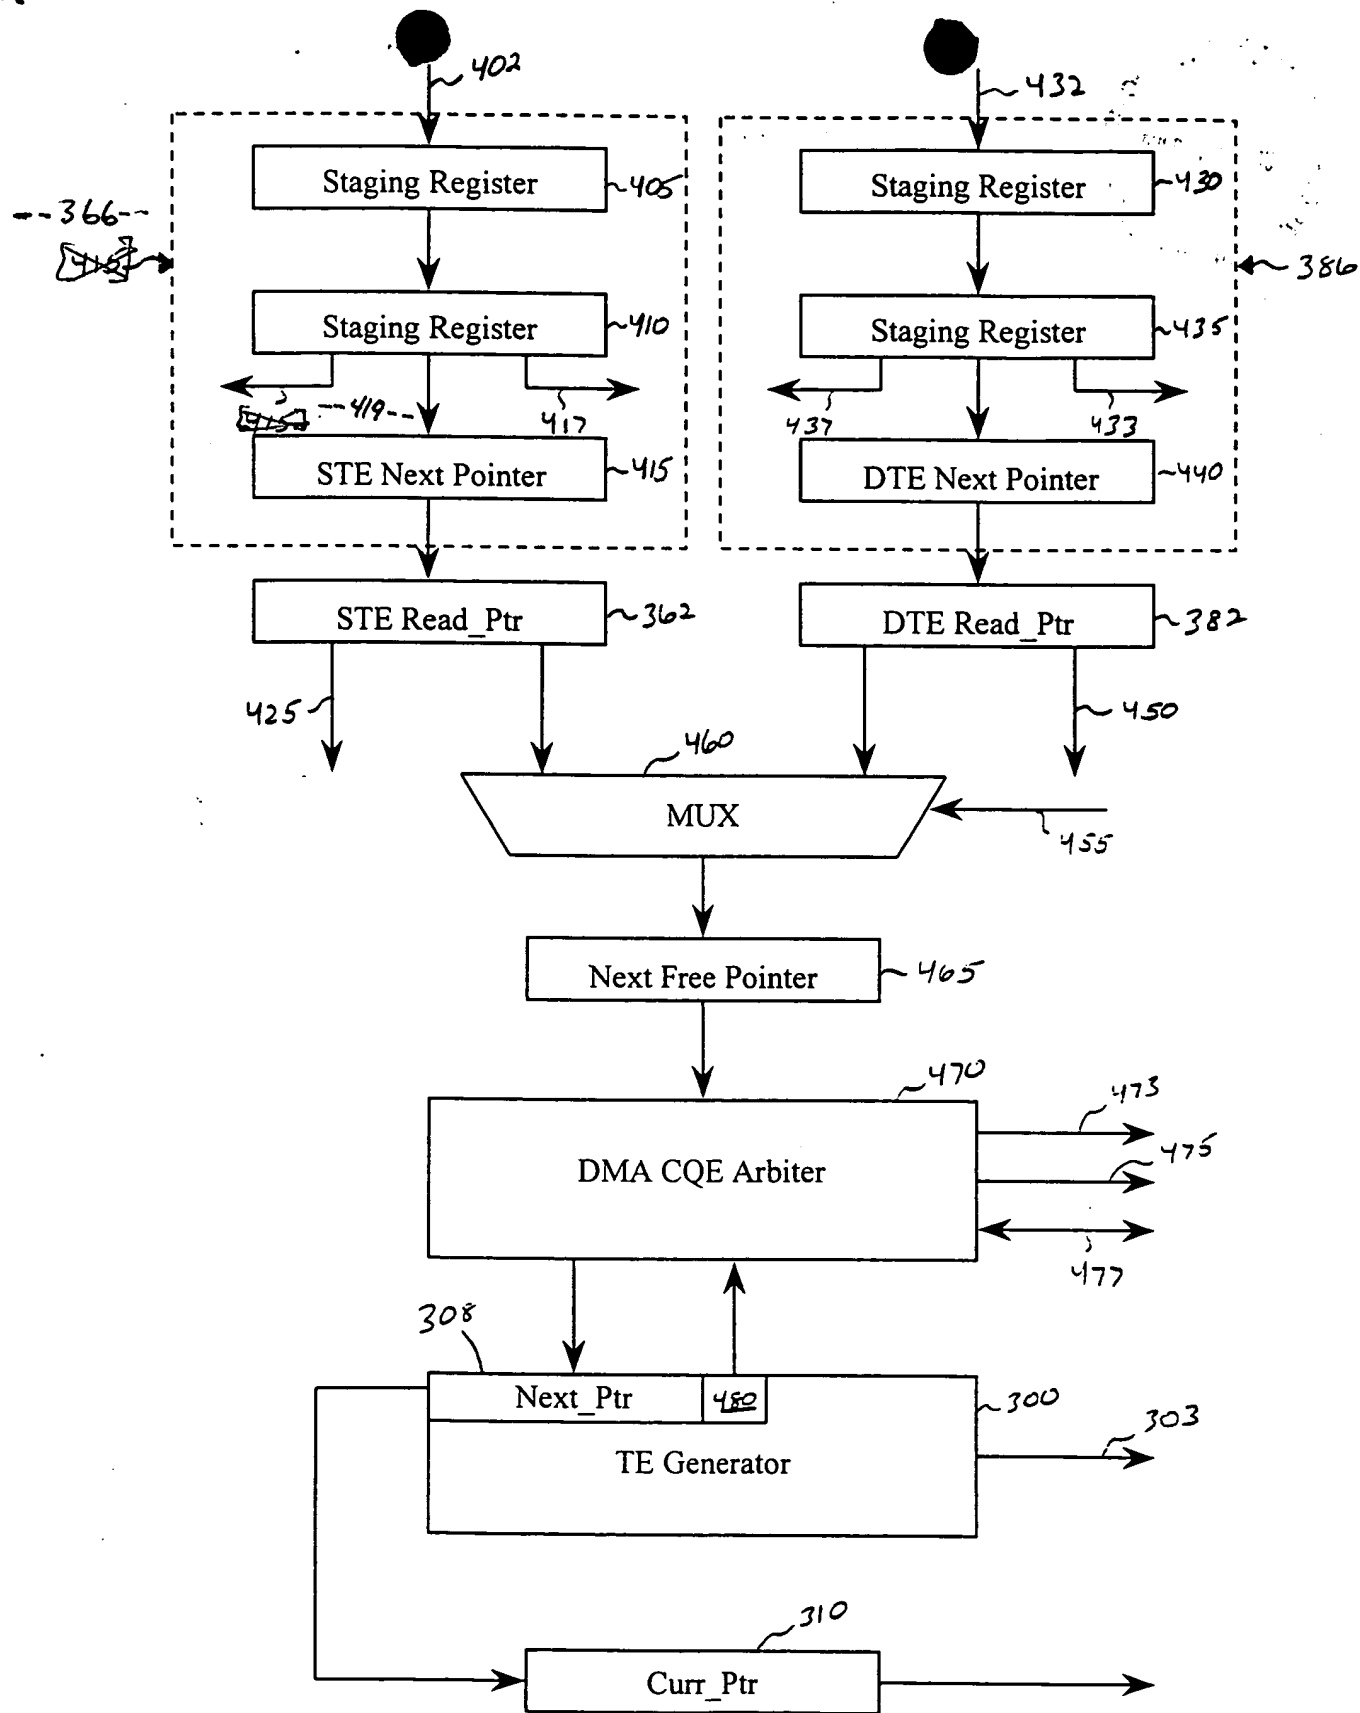 402
432
Staging Register
405
Staging Register
430
--366--
386
Staging Register
410
Staging Register
435
--419--
417
437
433
STE Next Pointer
415
DTE Next Pointer
440
STE Read_Ptr
362
DTE Read_Ptr
382
425
450
460
MUX
455
Next Free Pointer
465
470
473
DMA CQE Arbiter
475
477
308
Next_Ptr
480
300
303
TE Generator
310
Curr_Ptr